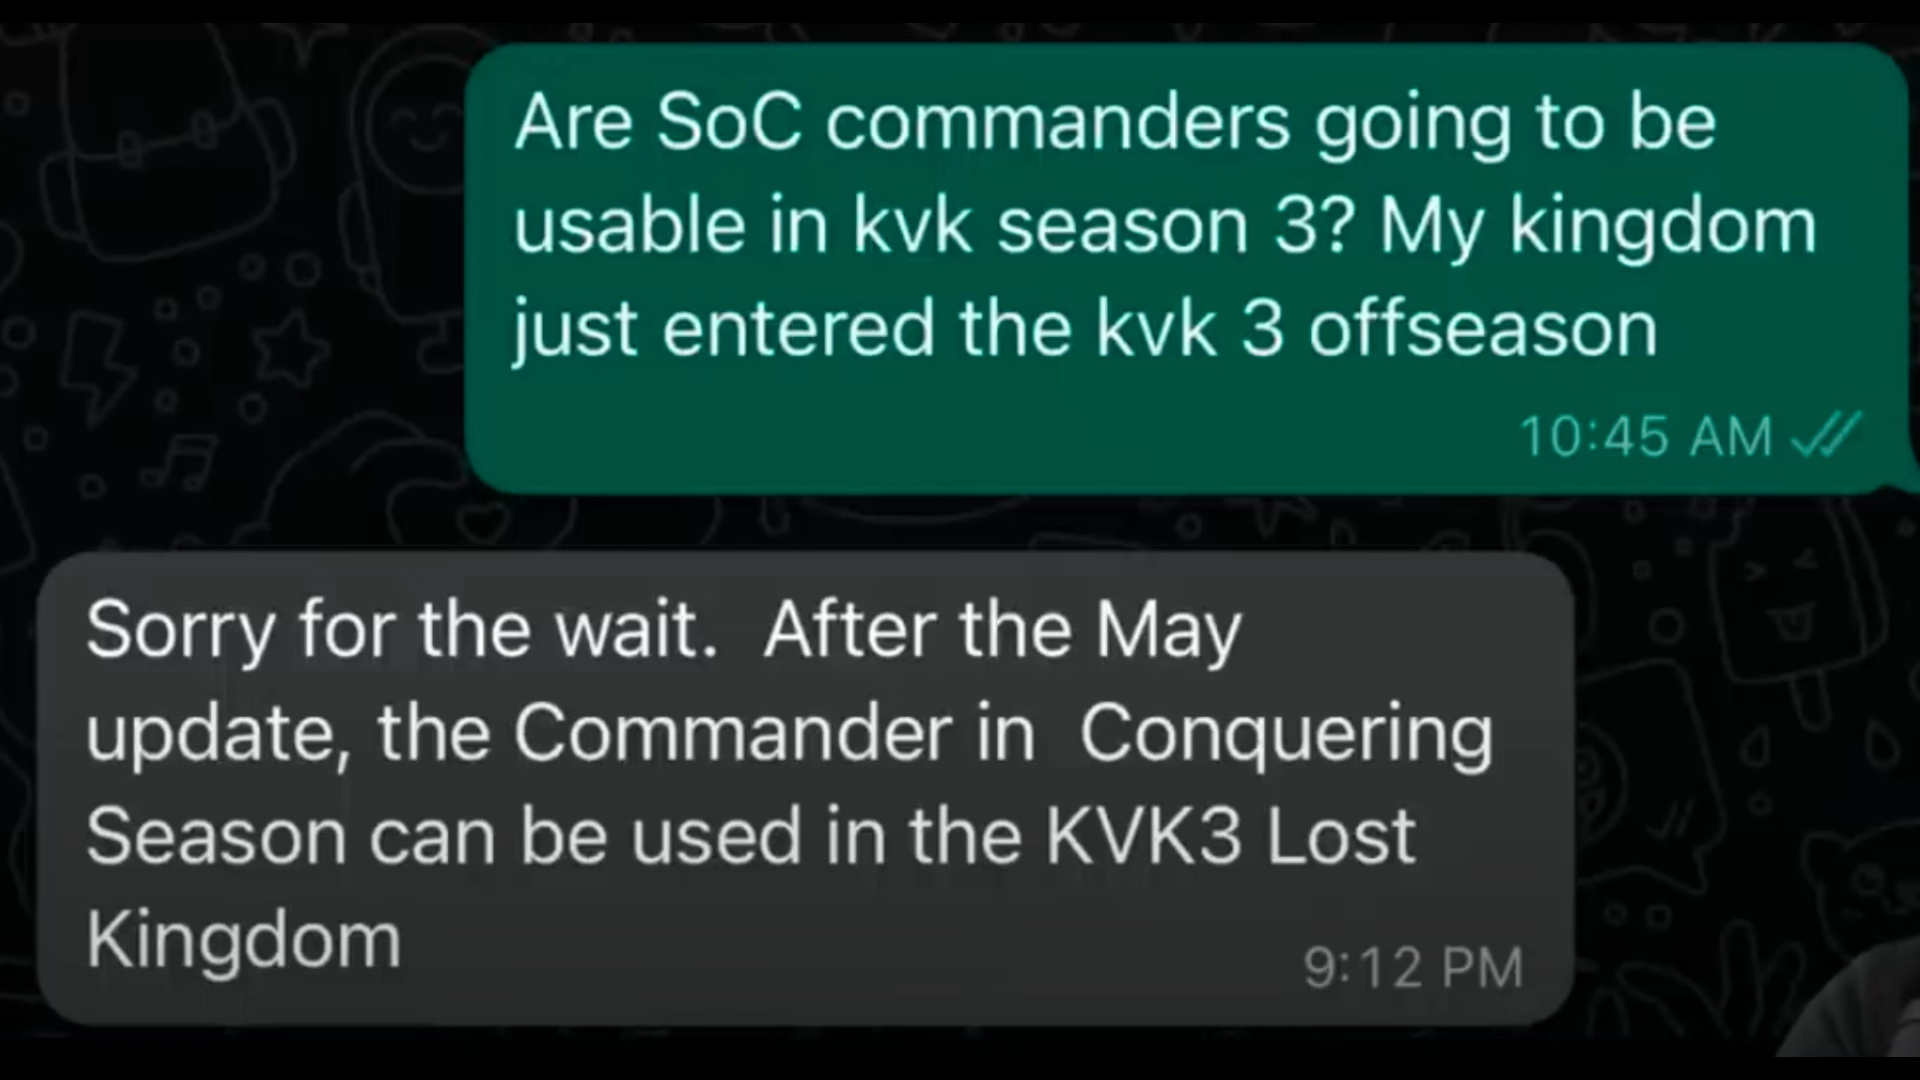 Are SoC commanders going to be
usable in kvk season 3? My kingdom
just entered the kvk 3 offseason
10:45 AM
Sorry for the wait.  After the May
update, the Commander in  Conquering
Season can be used in the KVK3 Lost
Kingdom
9:12 PM